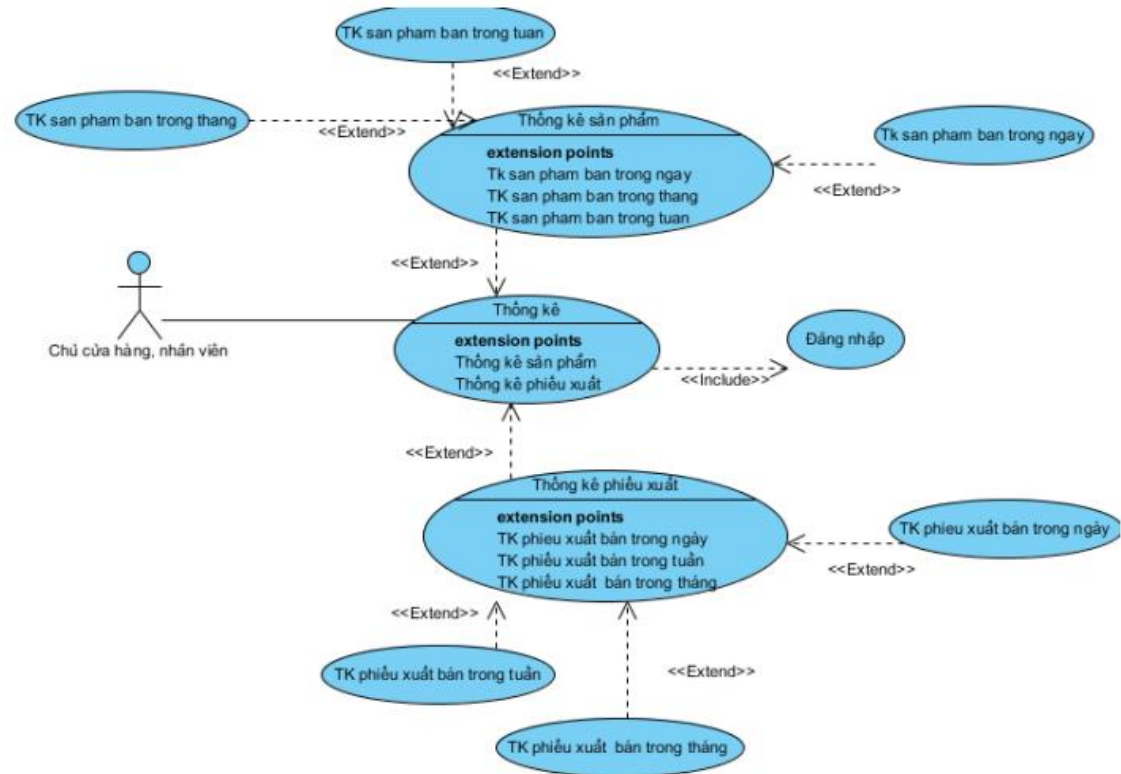 TK san pham ban trong tuan
<<Extend>>
TK san pham ban trong thang
<<Extend>>
Thống kê sản phẩm
extension points
Tk san pham ban trong ngay
TK san pham ban trong thang
TK san pham ban trong tuan
Tk san pham ban trong ngay
<<Extend>>
<<Extend>>
Chủ cửa hàng, nhân viên
Thống kê
extension points
Thống kê sản phẩm
Thống kê phiếu xuất
Đăng nhập
<<Include>>
<<Extend>>
Thống kê phiếu xuất
extension points
TK phieu xuất bán trong ngày
TK phiếu xuất bán trong tuần
TK phiếu xuất bán trong tháng
TK phieu xuất bán trong ngày
<<Extend>>
<<Extend>>
TK phiếu xuất bán trong tuần
<<Extend>>
TK phiếu xuất bán trong tháng